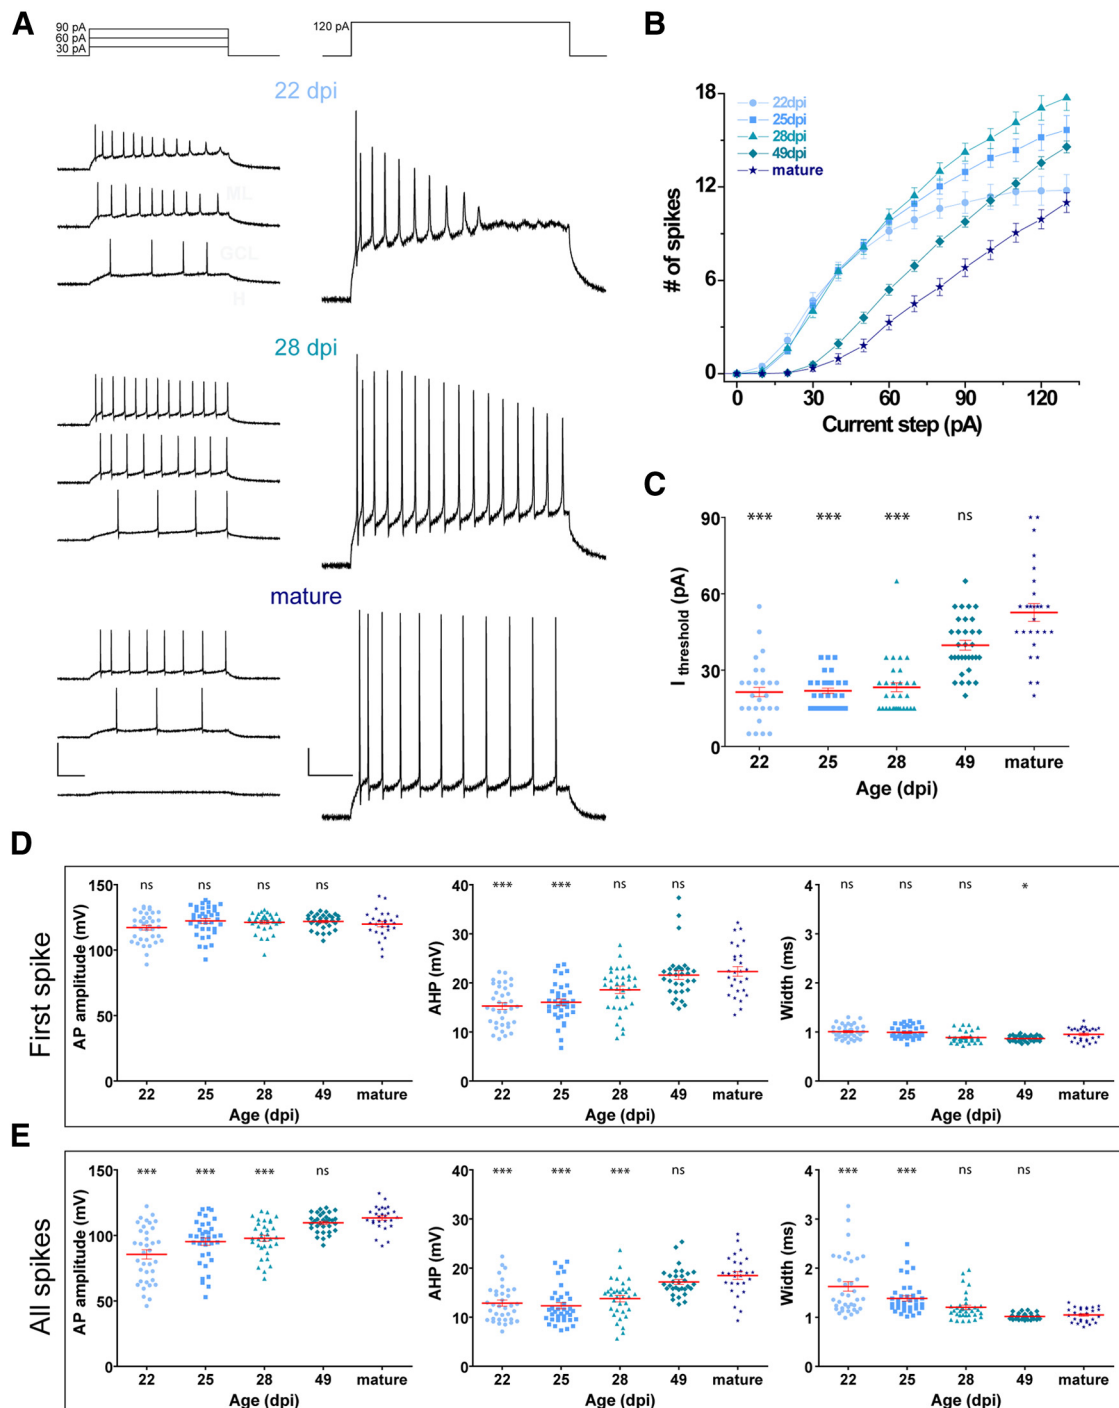 A
90 pA
60 pA
30 pA
120 pA
22 dpi
ML
GCL
H
28 dpi
mature
B
# of spikes
18
12
6
0
22dpi
25dpi
28dpi
49dpi
mature
0 30 60 90 120
Current step (pA)
C
I threshold (pA)
90
60
30
0
*** *** *** ns
22 25 28 49 mature
Age (dpi)
D
First spike
AP amplitude (mV)
150
100
50
0
ns ns ns ns
22 25 28 49 mature
Age (dpi)
AHP (mV)
40
30
20
10
0
*** *** ns ns
22 25 28 49 mature
Age (dpi)
Width (ms)
4
3
2
1
0
ns ns ns *
22 25 28 49 mature
Age (dpi)
E
All spikes
AP amplitude (mV)
150
100
50
0
*** *** *** ns
22 25 28 49 mature
Age (dpi)
AHP (mV)
40
30
20
10
0
*** *** *** ns
22 25 28 49 mature
Age (dpi)
Width (ms)
4
3
2
1
0
*** *** ns ns
22 25 28 49 mature
Age (dpi)